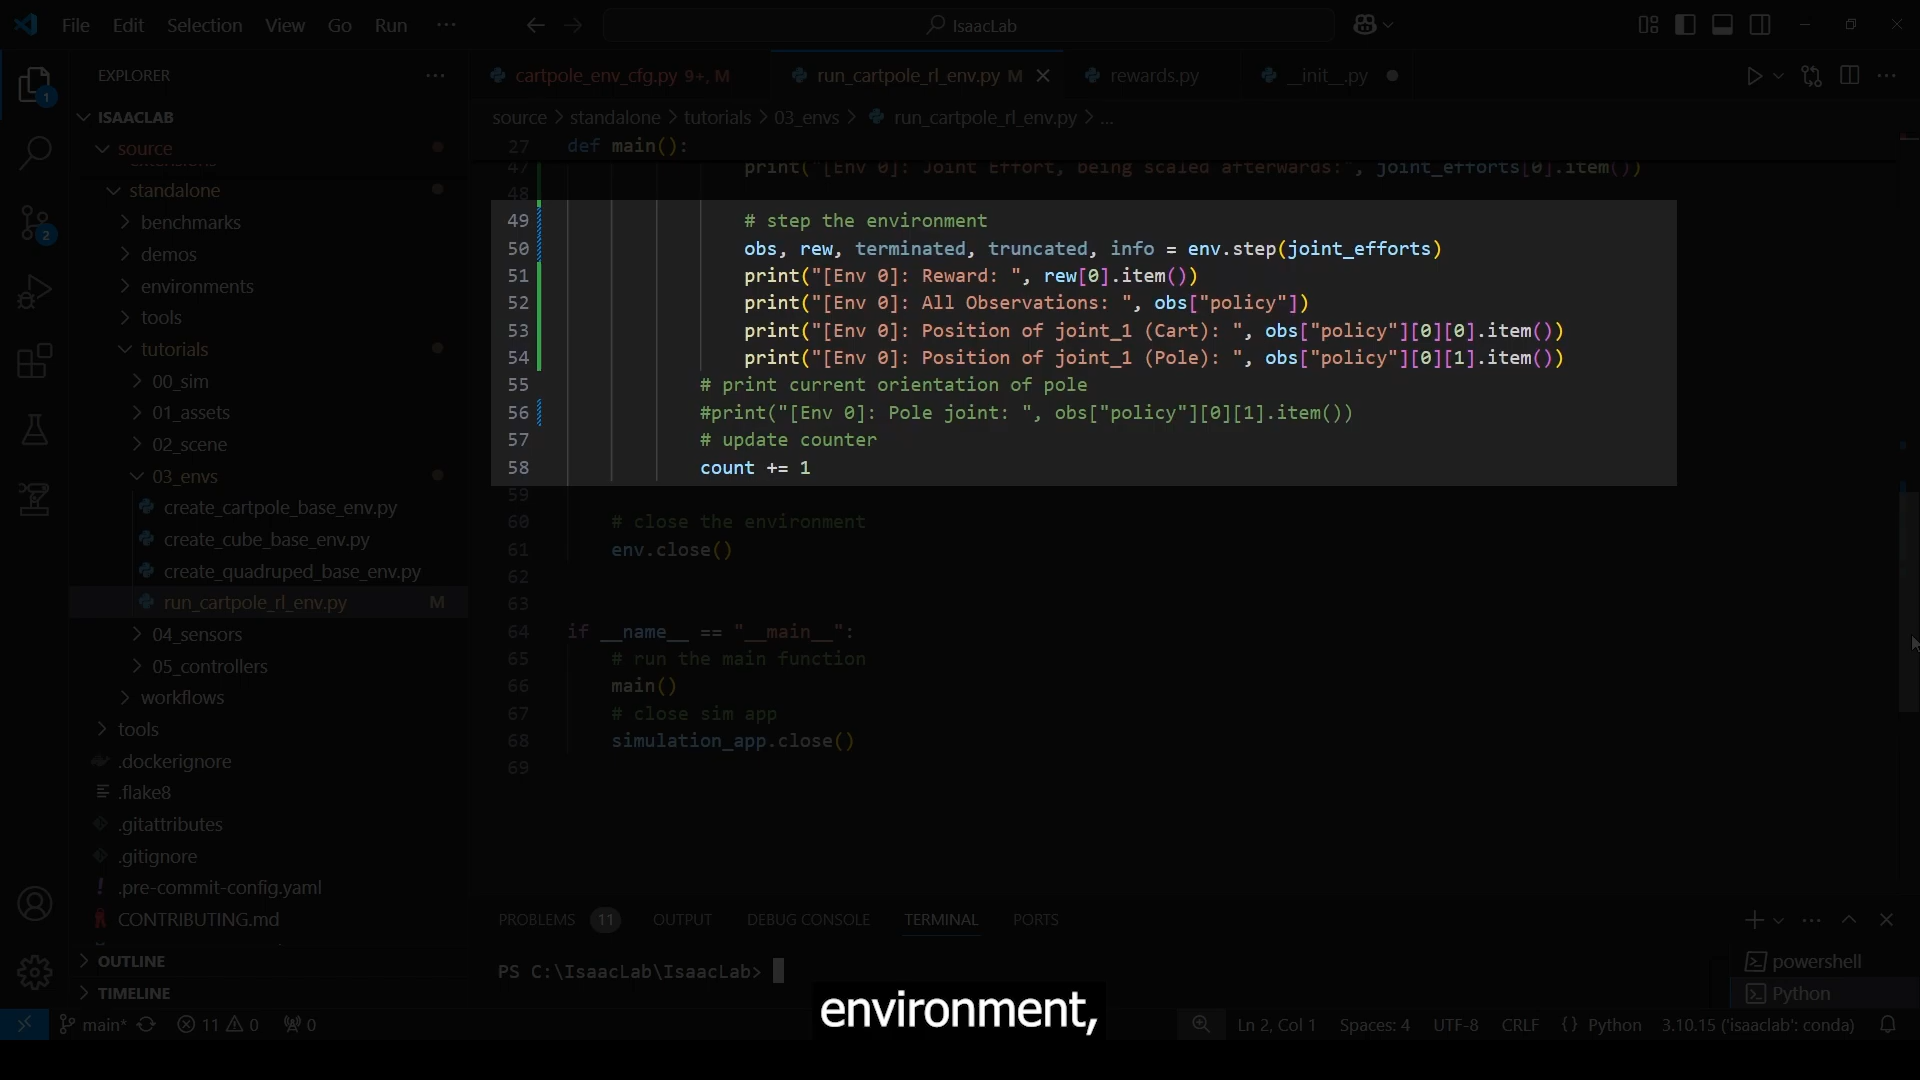 File Edit Selection View Go Run ···
IsaacLab
EXPLORER ···
cartpole_env_cfg.py 9+, M
run_cartpole_rl_env.py M
rewards.py
__init__.py
source > standalone > tutorials > 03_envs > run_cartpole_rl_env.py > ...
ISAACLAB
source
standalone
benchmarks
demos
environments
tools
tutorials
00_sim
01_assets
02_scene
03_envs
create_cartpole_base_env.py
create_cube_base_env.py
create_quadruped_base_env.py
run_cartpole_rl_env.py M
04_sensors
05_controllers
workflows
tools
.dockerignore
.flake8
.gitattributes
.gitignore
.pre-commit-config.yaml
CONTRIBUTING.md
OUTLINE
TIMELINE
1
2
27 def main():
47 print("[Env 0]: Joint Effort, being scaled afterwards:", joint_efforts[0].item())
48
49 # step the environment
50 obs, rew, terminated, truncated, info = env.step(joint_efforts)
51 print("[Env 0]: Reward: ", rew[0].item())
52 print("[Env 0]: All Observations: ", obs["policy"])
53 print("[Env 0]: Position of joint_1 (Cart): ", obs["policy"][0][0].item())
54 print("[Env 0]: Position of joint_1 (Pole): ", obs["policy"][0][1].item())
55 # print current orientation of pole
56 #print("[Env 0]: Pole joint: ", obs["policy"][0][1].item())
57 # update counter
58 count += 1
59
60 # close the environment
61 env.close()
62
63
64 if __name__ == "__main__":
65 # run the main function
66 main()
67 # close sim app
68 simulation_app.close()
69
PROBLEMS 11 OUTPUT DEBUG CONSOLE TERMINAL PORTS
PS C:\IsaacLab\IsaacLab>
powershell
Python
environment,
main* 11 0 0
Ln 2, Col 1 Spaces: 4 UTF-8 CRLF {} Python 3.10.15 ('isaaclab': conda)